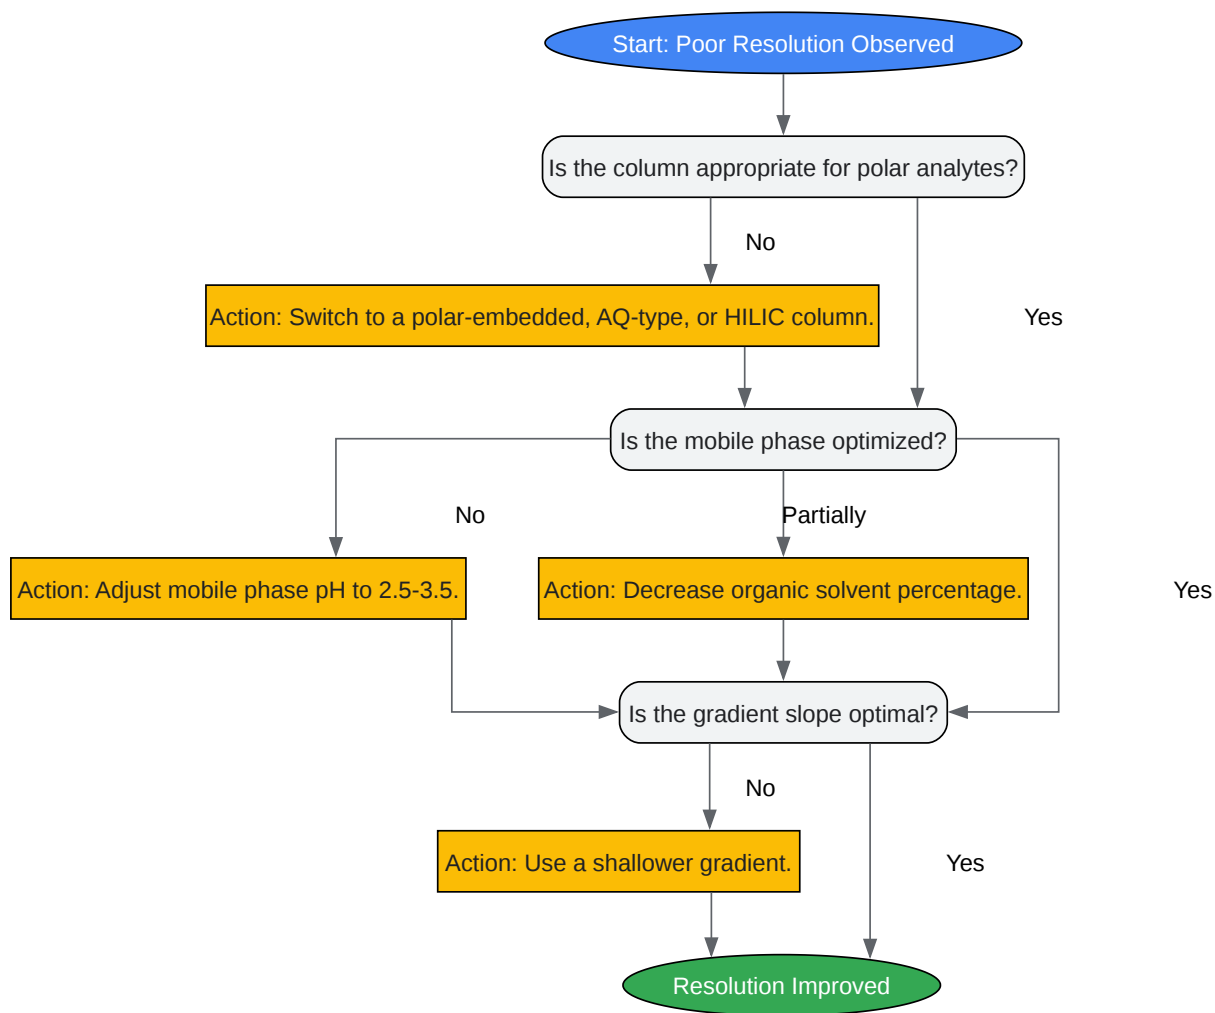 Start: Poor Resolution Observed
Is the column appropriate for polar analytes?
No
Action: Switch to a polar-embedded, AQ-type, or HILIC column.
Yes
Is the mobile phase optimized?
No
Partially
Action: Adjust mobile phase pH to 2.5-3.5.
Action: Decrease organic solvent percentage.
Yes
Is the gradient slope optimal?
No
Action: Use a shallower gradient.
Yes
Resolution Improved